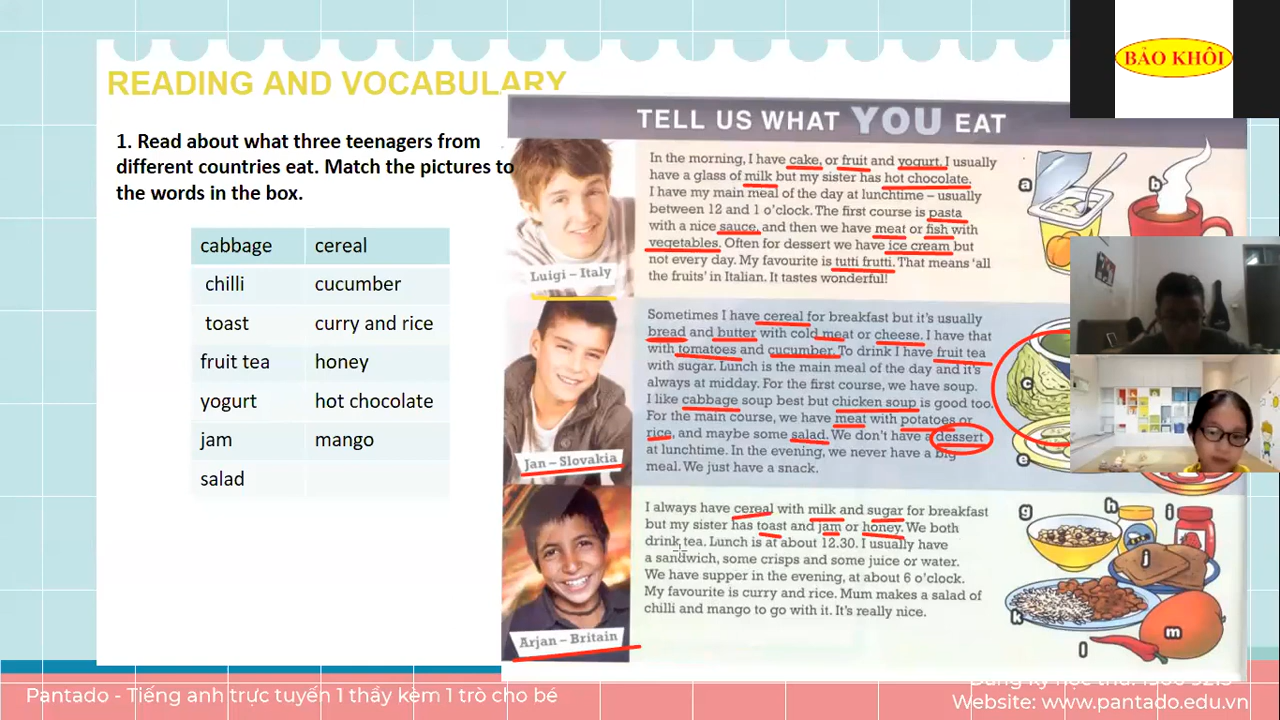 READING AND VOCABULARY
1. Read about what three teenagers from
different countries eat. Match the pictures to
the words in the box.
cabbage cereal
chilli cucumber
toast curry and rice
fruit tea honey
yogurt hot chocolate
jam mango
salad
TELL US WHAT YOU EAT
In the morning, I have cake, or fruit and yogurt. I usually
have a glass of milk but my sister has hot chocolate.
I have my main meal of the day at lunchtime – usually
between 12 and 1 o'clock. The first course is pasta
with a nice sauce, and then we have meat or fish with
vegetables. Often for dessert we have ice cream but
not every day. My favourite is tutti frutti. That means 'all
the fruits' in Italian. It tastes wonderful!
Luigi – Italy
Sometimes I have cereal for breakfast but it's usually
bread and butter with cold meat or cheese. I have that
with tomatoes and cucumber. To drink I have fruit tea
with sugar. Lunch is the main meal of the day and it's
always at midday. For the first course, we have soup.
I like cabbage soup best but chicken soup is good too.
For the main course, we have meat with potatoes or
rice, and maybe some salad. We don't have a dessert
at lunchtime. In the evening, we never have a big
meal. We just have a snack.
Jan – Slovakia
I always have cereal with milk and sugar for breakfast
but my sister has toast and jam or honey. We both
drink tea. Lunch is at about 12.30. I usually have
a sandwich, some crisps and some juice or water.
We have supper in the evening, at about 6 o'clock.
My favourite is curry and rice. Mum makes a salad of
chilli and mango to go with it. It's really nice.
Arjan – Britain
a
b
c
e
g
h
i
j
k
l
m
BẢO KHÔI
Pantado - Tiếng anh trực tuyến 1 thầy kèm 1 trò cho bé
Website: www.pantado.edu.vn